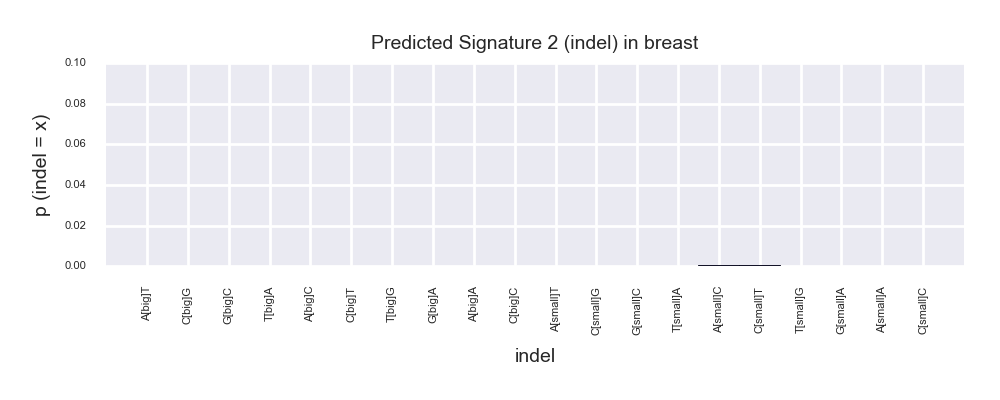 Predicted Signature 2 (indel) in breast
p (indel = x)
0.10
0.08
0.06
0.04
0.02
0.00
A[big]T
C[big]G
G[big]C
T[big]A
A[big]C
C[big]T
T[big]G
G[big]A
A[big]A
C[big]C
A[small]T
C[small]G
G[small]C
T[small]A
A[small]C
C[small]T
T[small]G
G[small]A
A[small]A
C[small]C
indel